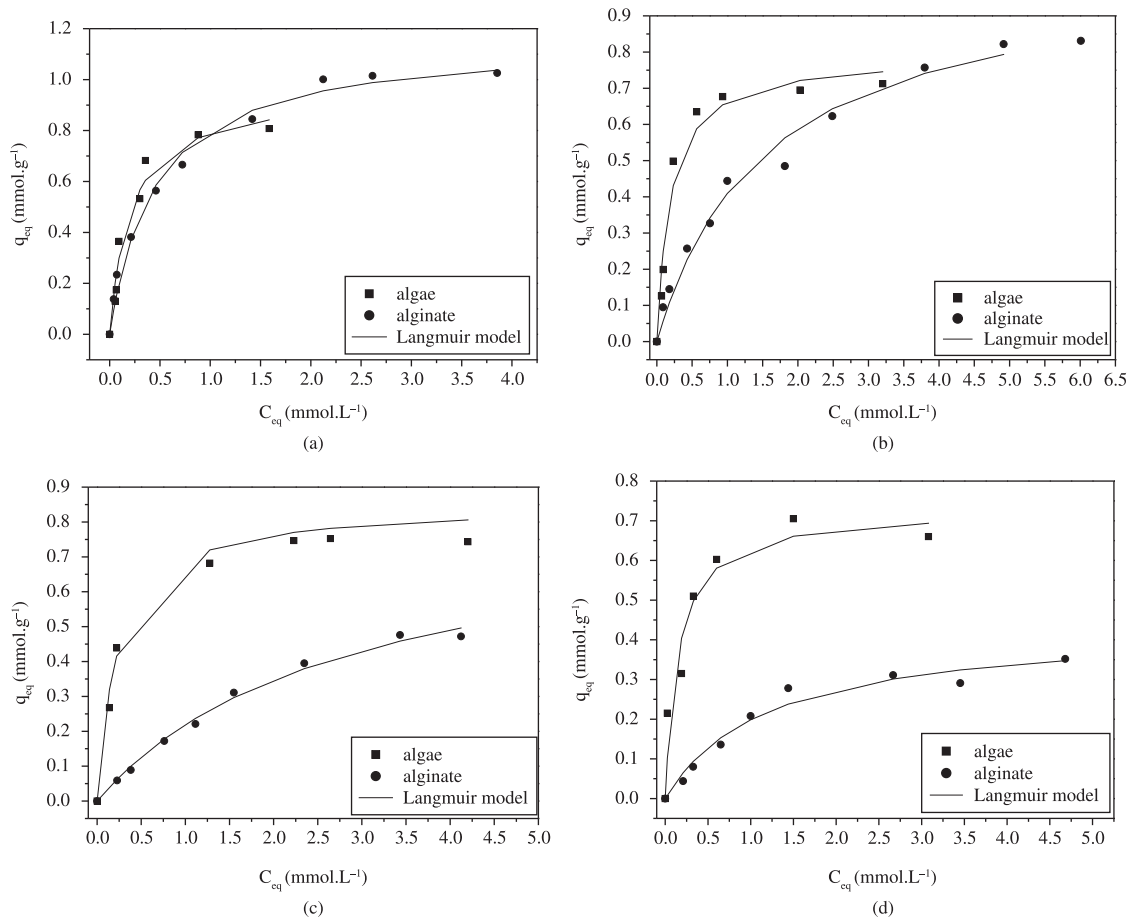 1.2
1.0
0.8
0.6
0.4
0.2
0.0
q_eq (mmol.g⁻¹)
algae
alginate
Langmuir model
0.0 0.5 1.0 1.5 2.0 2.5 3.0 3.5 4.0
C_eq (mmol.L⁻¹)
(a)
0.9
0.8
0.7
0.6
0.5
0.4
0.3
0.2
0.1
0.0
q_eq (mmol.g⁻¹)
algae
alginate
Langmuir model
0.0 0.5 1.0 1.5 2.0 2.5 3.0 3.5 4.0 4.5 5.0 5.5 6.0 6.5
C_eq (mmol.L⁻¹)
(b)
0.9
0.8
0.7
0.6
0.5
0.4
0.3
0.2
0.1
0.0
q_eq (mmol.g⁻¹)
algae
alginate
Langmuir model
0.0 0.5 1.0 1.5 2.0 2.5 3.0 3.5 4.0 4.5 5.0
C_eq (mmol.L⁻¹)
(c)
0.8
0.7
0.6
0.5
0.4
0.3
0.2
0.1
0.0
q_eq (mmol.g⁻¹)
algae
alginate
Langmuir model
0.0 0.5 1.0 1.5 2.0 2.5 3.0 3.5 4.0 4.5 5.0
C_eq (mmol.L⁻¹)
(d)